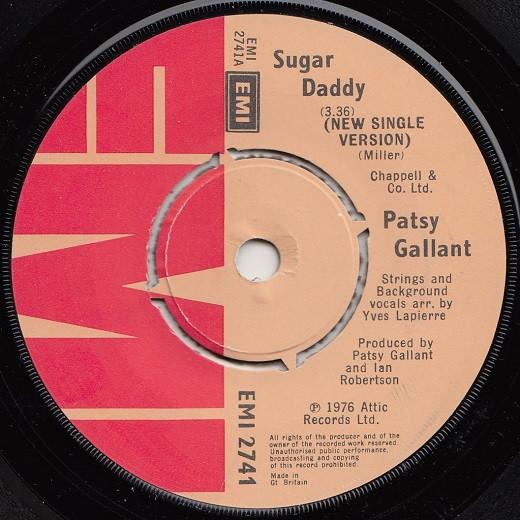 EMI
2741A
EMI
Sugar
Daddy
(3.36)
(NEW SINGLE
VERSION)
(Miller)
Chappell &
Co. Ltd.
Patsy
Gallant
Strings and
Background
vocals arr. by
Yves Lapierre
Produced by
Patsy Gallant
and Ian
Robertson
℗ 1976 Attic
Records Ltd.
EMI 2741
All rights of the producer and of the
owner of the recorded work reserved.
Unauthorised public performance,
broadcasting and copying
of this record prohibited.
Made in
Gt Britain
EMI